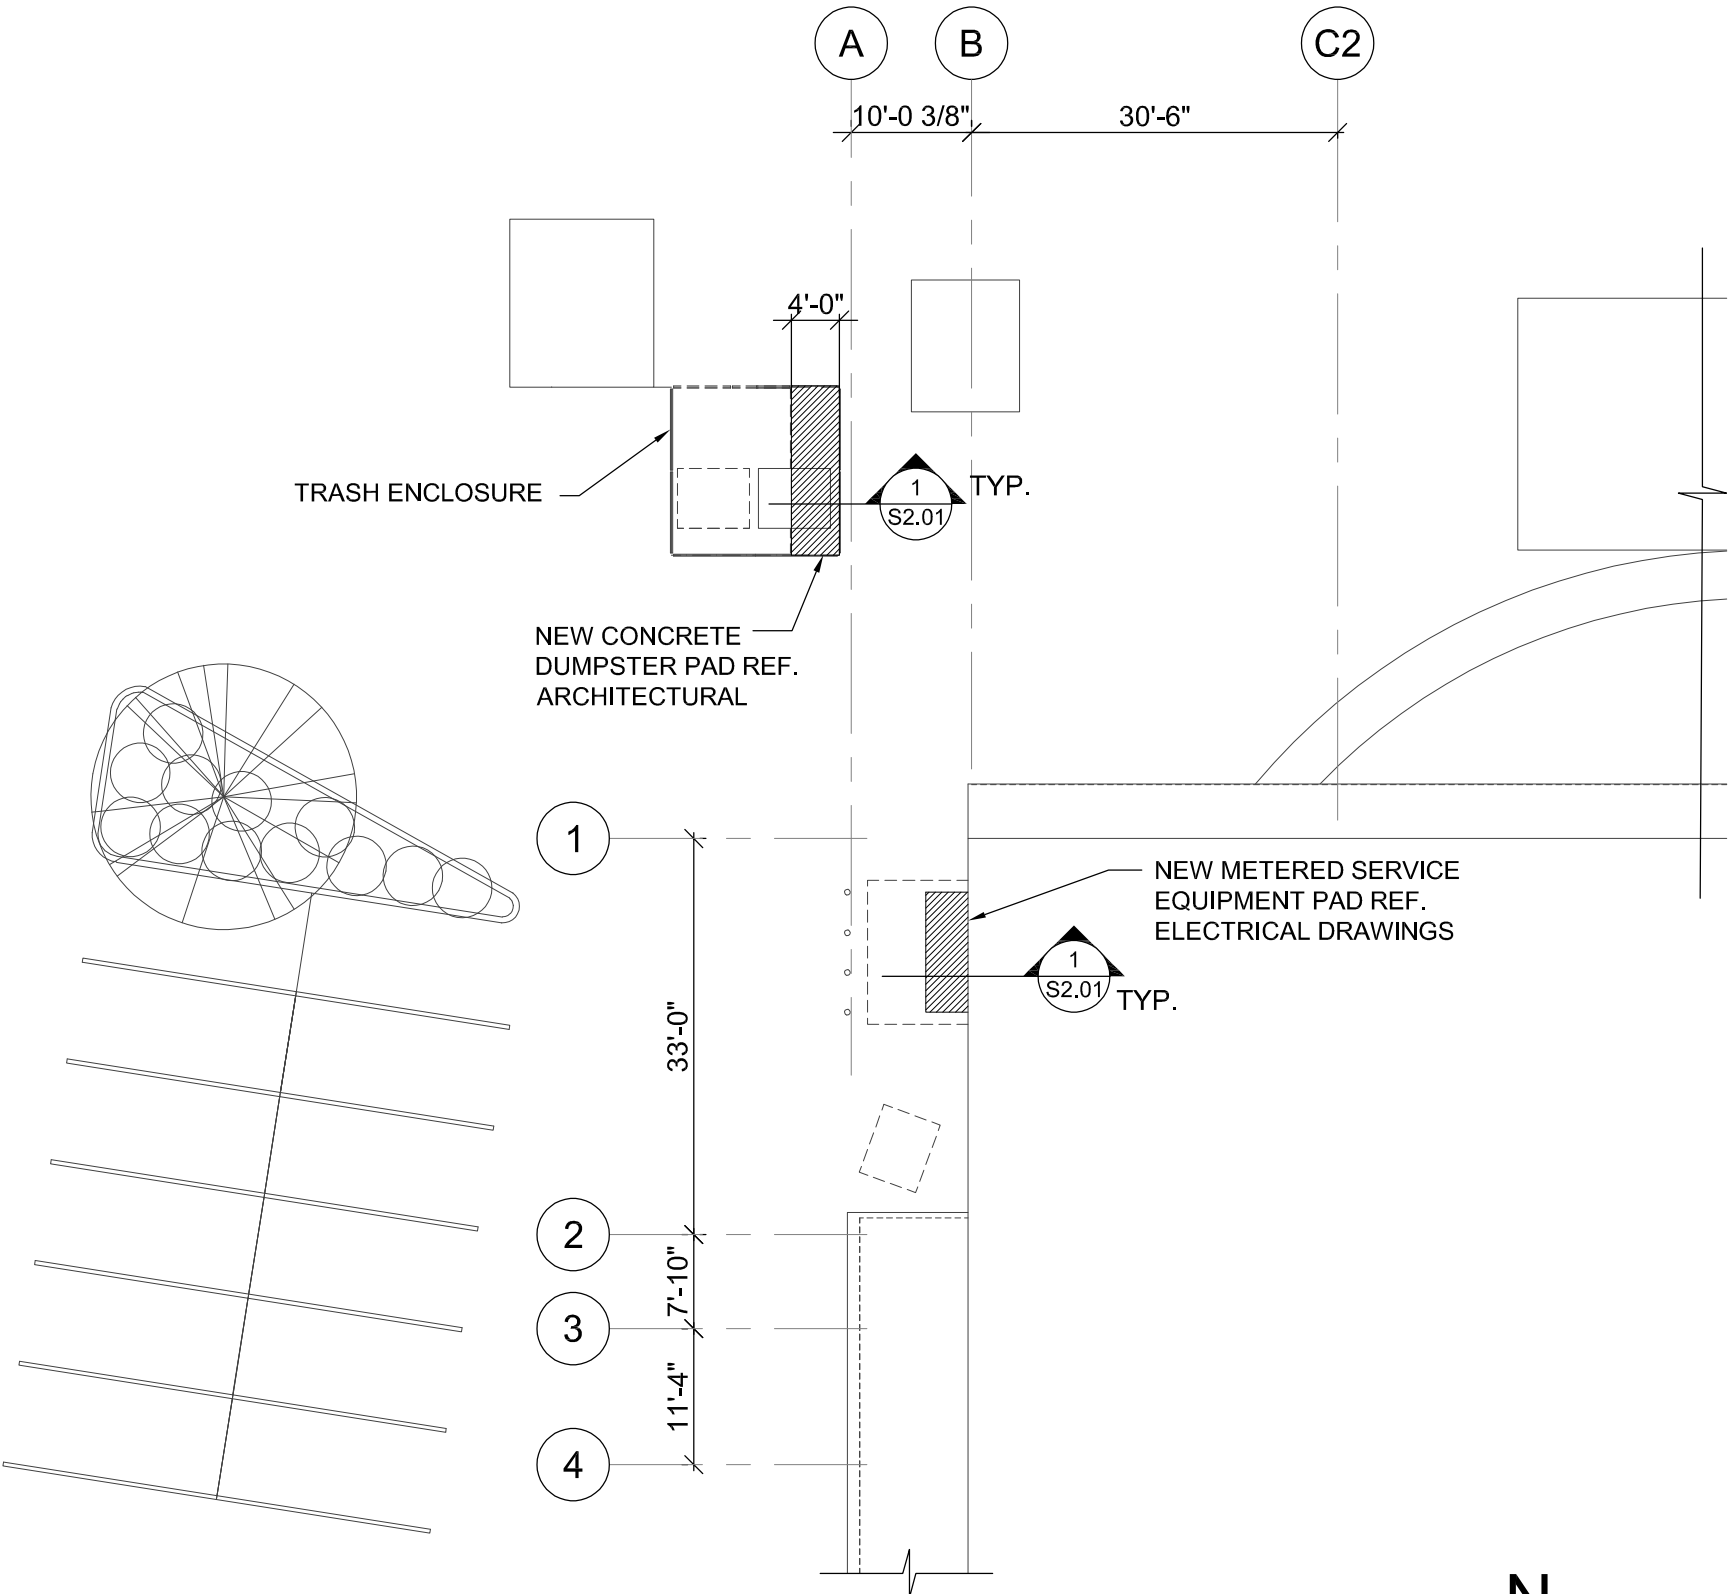 A
B
C2
10'-0 3/8"
30'-6"
4'-0"
TRASH ENCLOSURE
1
S2.01
TYP.
NEW CONCRETE
DUMPSTER PAD REF.
ARCHITECTURAL
1
NEW METERED SERVICE
EQUIPMENT PAD REF.
ELECTRICAL DRAWINGS
1
S2.01
TYP.
33'-0"
2
7'-10"
3
11'-4"
4
N